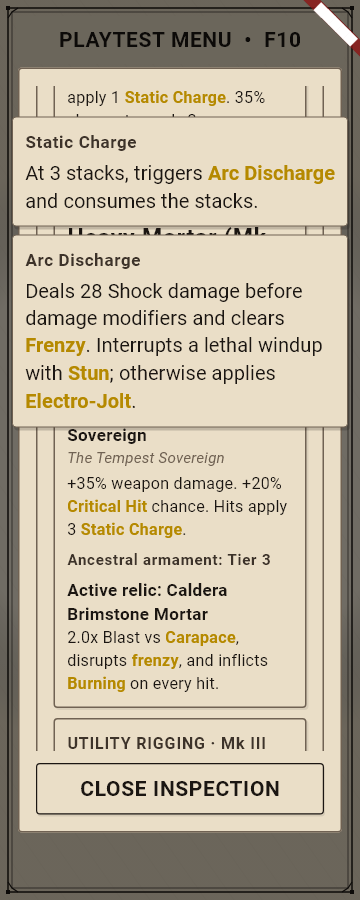 PLAYTEST MENU • F10
apply 1 Static Charge. 35%
Static Charge
At 3 stacks, triggers Arc Discharge
and consumes the stacks.
Heavy Mortar (Mk
Arc Discharge
Deals 28 Shock damage before
damage modifiers and clears
Frenzy. Interrupts a lethal windup
with Stun; otherwise applies
Electro-Jolt.
Sovereign
The Tempest Sovereign
+35% weapon damage. +20%
Critical Hit chance. Hits apply
3 Static Charge.
Ancestral armament: Tier 3
Active relic: Caldera
Brimstone Mortar
2.0x Blast vs Carapace,
disrupts frenzy, and inflicts
Burning on every hit.
UTILITY RIGGING · Mk III
CLOSE INSPECTION